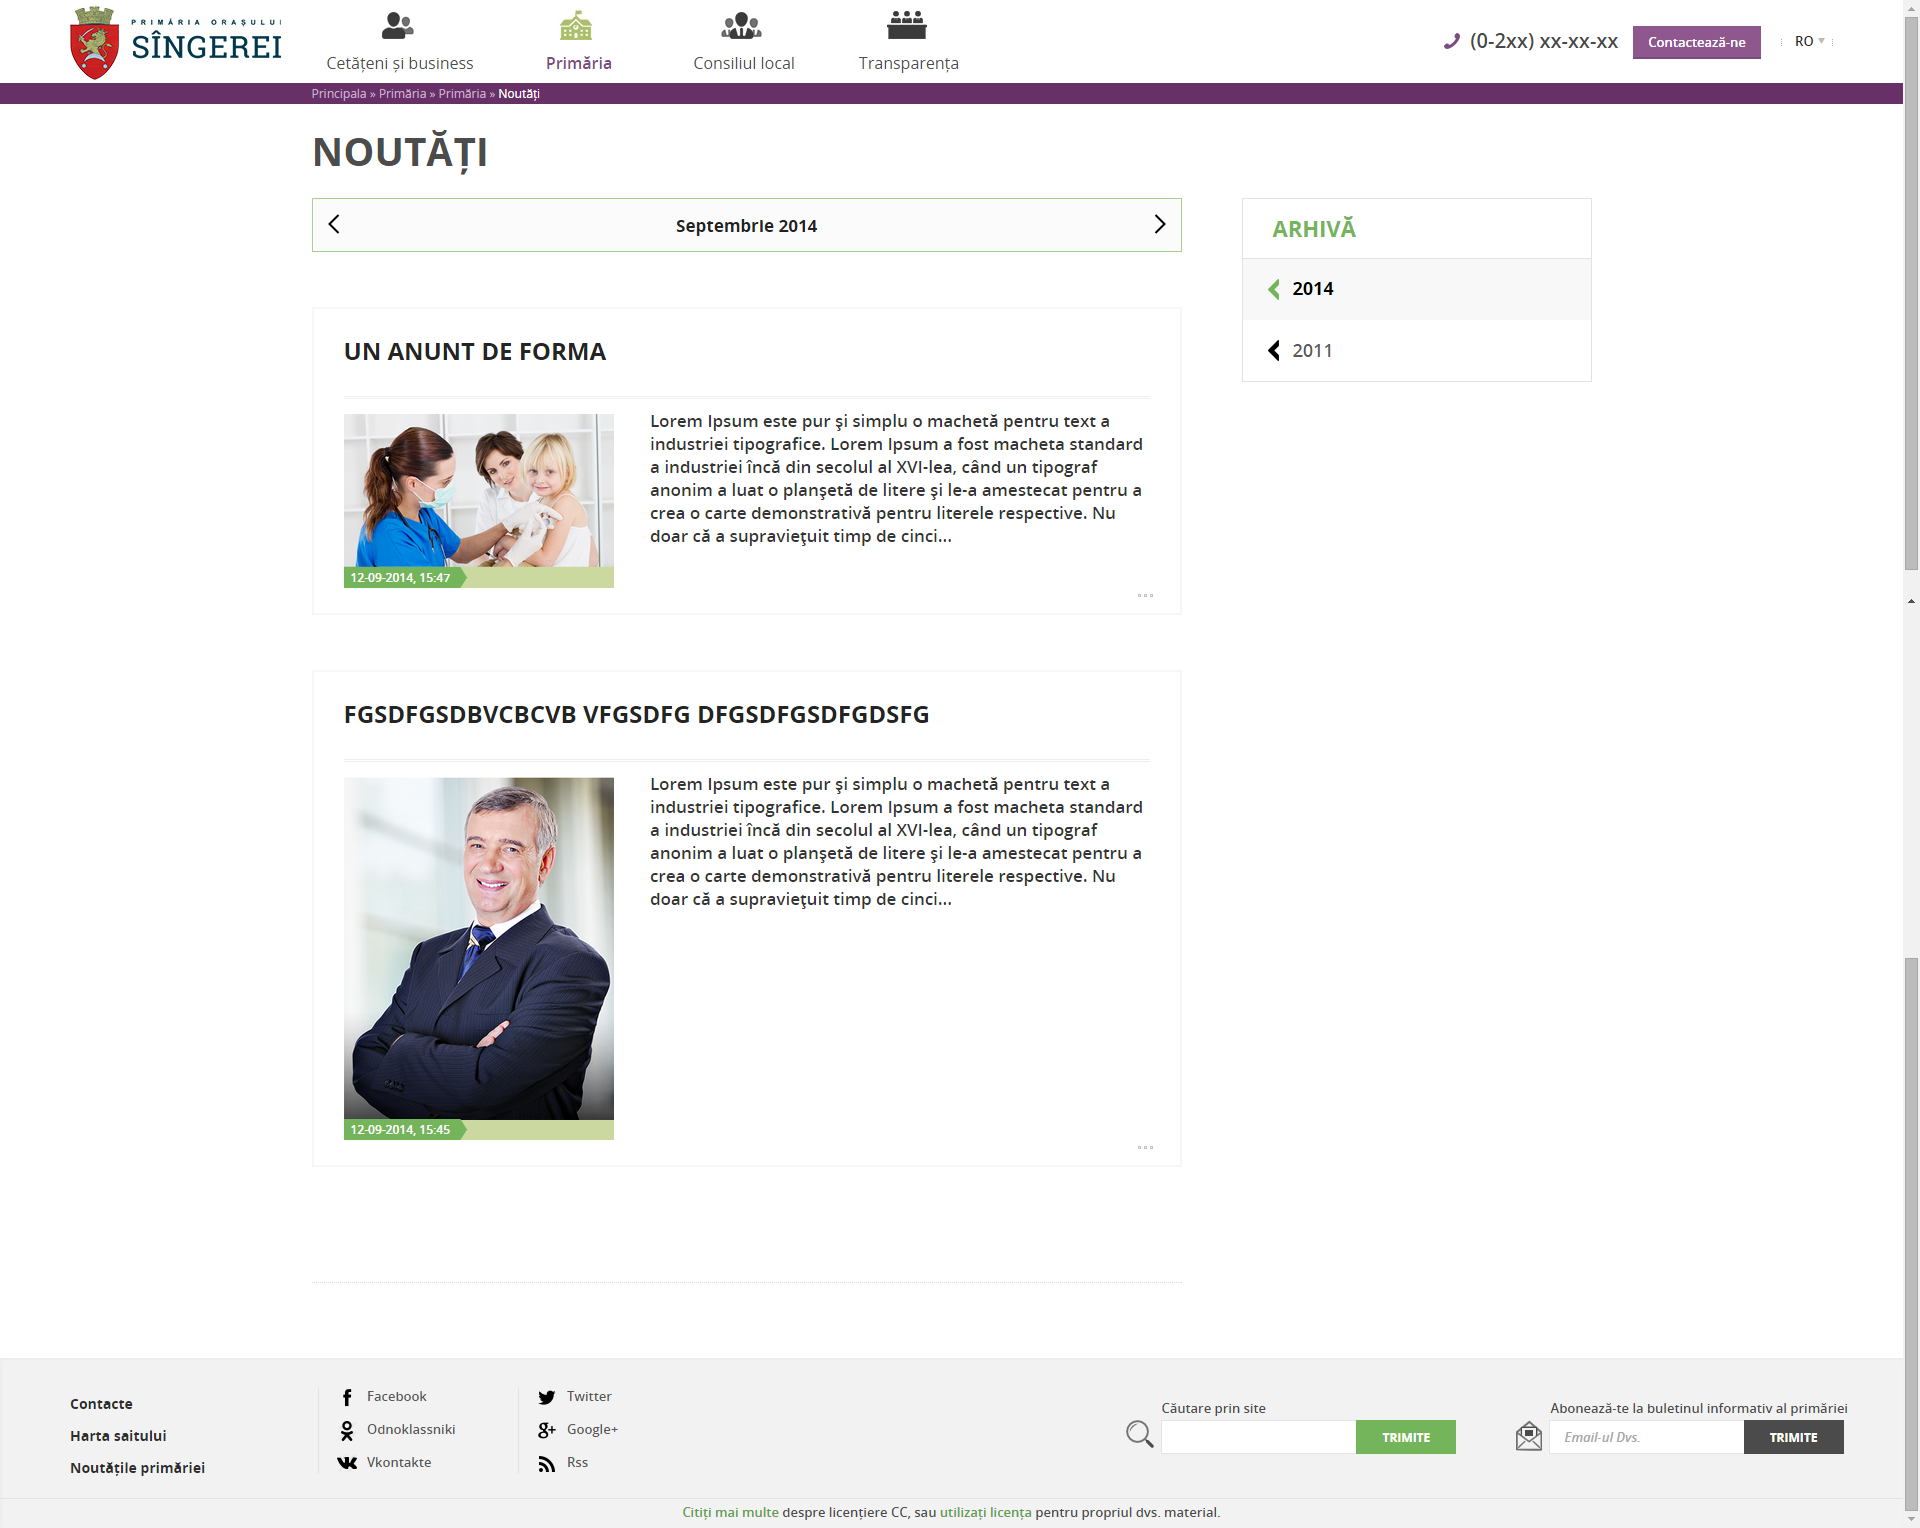 PRIMĂRIA ORAȘULUI
SÎNGEREI
Cetățeni și business
Primăria
Consiliul local
Transparența
(0-2xx) xx-xx-xx
Contactează-ne
RO
Principala » Primăria » Primăria » Noutăți
NOUTĂȚI
Septembrie 2014
ARHIVĂ
2014
2011
UN ANUNT DE FORMA
Lorem Ipsum este pur şi simplu o machetă pentru text a
industriei tipografice. Lorem Ipsum a fost macheta standard
a industriei încă din secolul al XVI-lea, când un tipograf
anonim a luat o planşetă de litere şi le-a amestecat pentru a
crea o carte demonstrativă pentru literele respective. Nu
doar că a supravieţuit timp de cinci...
12-09-2014, 15:47
FGSDFGSDBVCBCVB VFGSDFG DFGSDFGSDFGDSFG
Lorem Ipsum este pur şi simplu o machetă pentru text a
industriei tipografice. Lorem Ipsum a fost macheta standard
a industriei încă din secolul al XVI-lea, când un tipograf
anonim a luat o planşetă de litere şi le-a amestecat pentru a
crea o carte demonstrativă pentru literele respective. Nu
doar că a supravieţuit timp de cinci...
12-09-2014, 15:45
Contacte
Harta saitului
Noutățile primăriei
Facebook
Odnoklassniki
Vkontakte
Twitter
Google+
Rss
Căutare prin site
TRIMITE
Abonează-te la buletinul informativ al primăriei
Email-ul Dvs.
TRIMITE
Citiți mai multe despre licențiere CC, sau utilizați licența pentru propriul dvs. material.